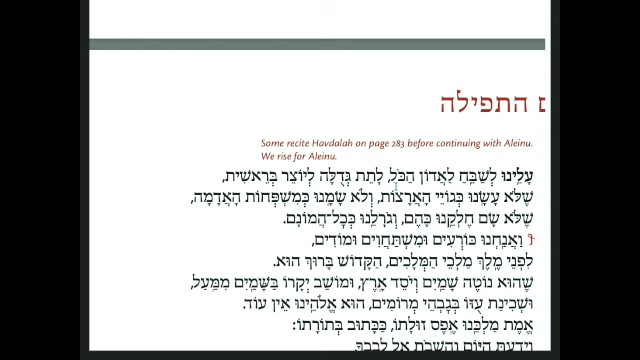 ם התפילה
Some recite Havdalah on page 283 before continuing with Aleinu.
We rise for Aleinu.
עָלֵֽינוּ לְשַׁבֵּֽחַ לַאֲדוֹן הַכֹּל, לָתֵת גְּדֻלָּה לְיוֹצֵר בְּרֵאשִׁית,
שֶׁלֹּא עָשָֽׂנוּ כְּגוֹיֵי הָאֲרָצוֹת, וְלֹא שָׂמָֽנוּ כְּמִשְׁפְּחוֹת הָאֲדָמָה,
שֶׁלֹּא שָׂם חֶלְקֵֽנוּ כָּהֶם, וְגֹרָלֵֽנוּ כְּכׇל־הֲמוֹנָם.
וַאֲנַֽחְנוּ כּוֹרְעִים וּמִשְׁתַּחֲוִים וּמוֹדִים,
לִפְנֵי מֶֽלֶךְ מַלְכֵי הַמְּלָכִים, הַקָּדוֹשׁ בָּרוּךְ הוּא.
שֶׁהוּא נוֹטֶה שָׁמַֽיִם וְיֹסֵד אָֽרֶץ, וּמוֹשַׁב יְקָרוֹ בַּשָּׁמַֽיִם מִמַּֽעַל,
וּשְׁכִינַת עֻזּוֹ בְּגׇבְהֵי מְרוֹמִים, הוּא אֱלֹהֵֽינוּ אֵין עוֹד.
אֱמֶת מַלְכֵּֽנוּ אֶֽפֶס זוּלָתוֹ, כַּכָּתוּב בְּתוֹרָתוֹ:
וְיָדַעְתָּ הַיּוֹם וַהֲשֵׁבֹתָ אֶל לְבָבֶֽךָ